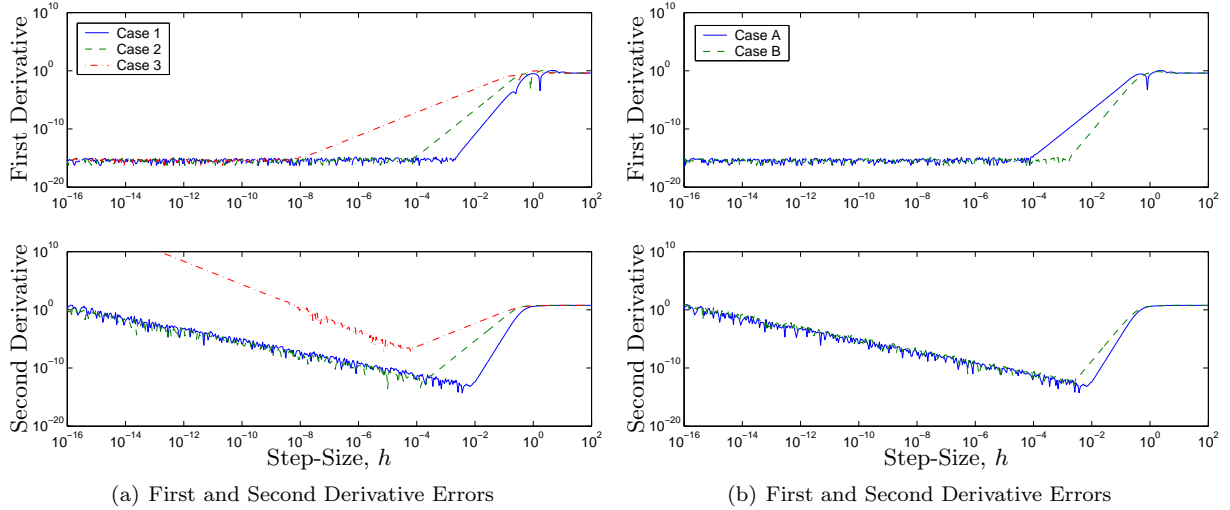 Case 1
Case 2
Case 3
First Derivative
10^10
10^0
10^-10
10^-20
10^-16 10^-14 10^-12 10^-10 10^-8 10^-6 10^-4 10^-2 10^0 10^2
Second Derivative
10^10
10^0
10^-10
10^-20
10^-16 10^-14 10^-12 10^-10 10^-8 10^-6 10^-4 10^-2 10^0 10^2
Step-Size, h
(a) First and Second Derivative Errors
Case A
Case B
First Derivative
10^10
10^0
10^-10
10^-20
10^-16 10^-14 10^-12 10^-10 10^-8 10^-6 10^-4 10^-2 10^0 10^2
Second Derivative
10^10
10^0
10^-10
10^-20
10^-16 10^-14 10^-12 10^-10 10^-8 10^-6 10^-4 10^-2 10^0 10^2
Step-Size, h
(b) First and Second Derivative Errors